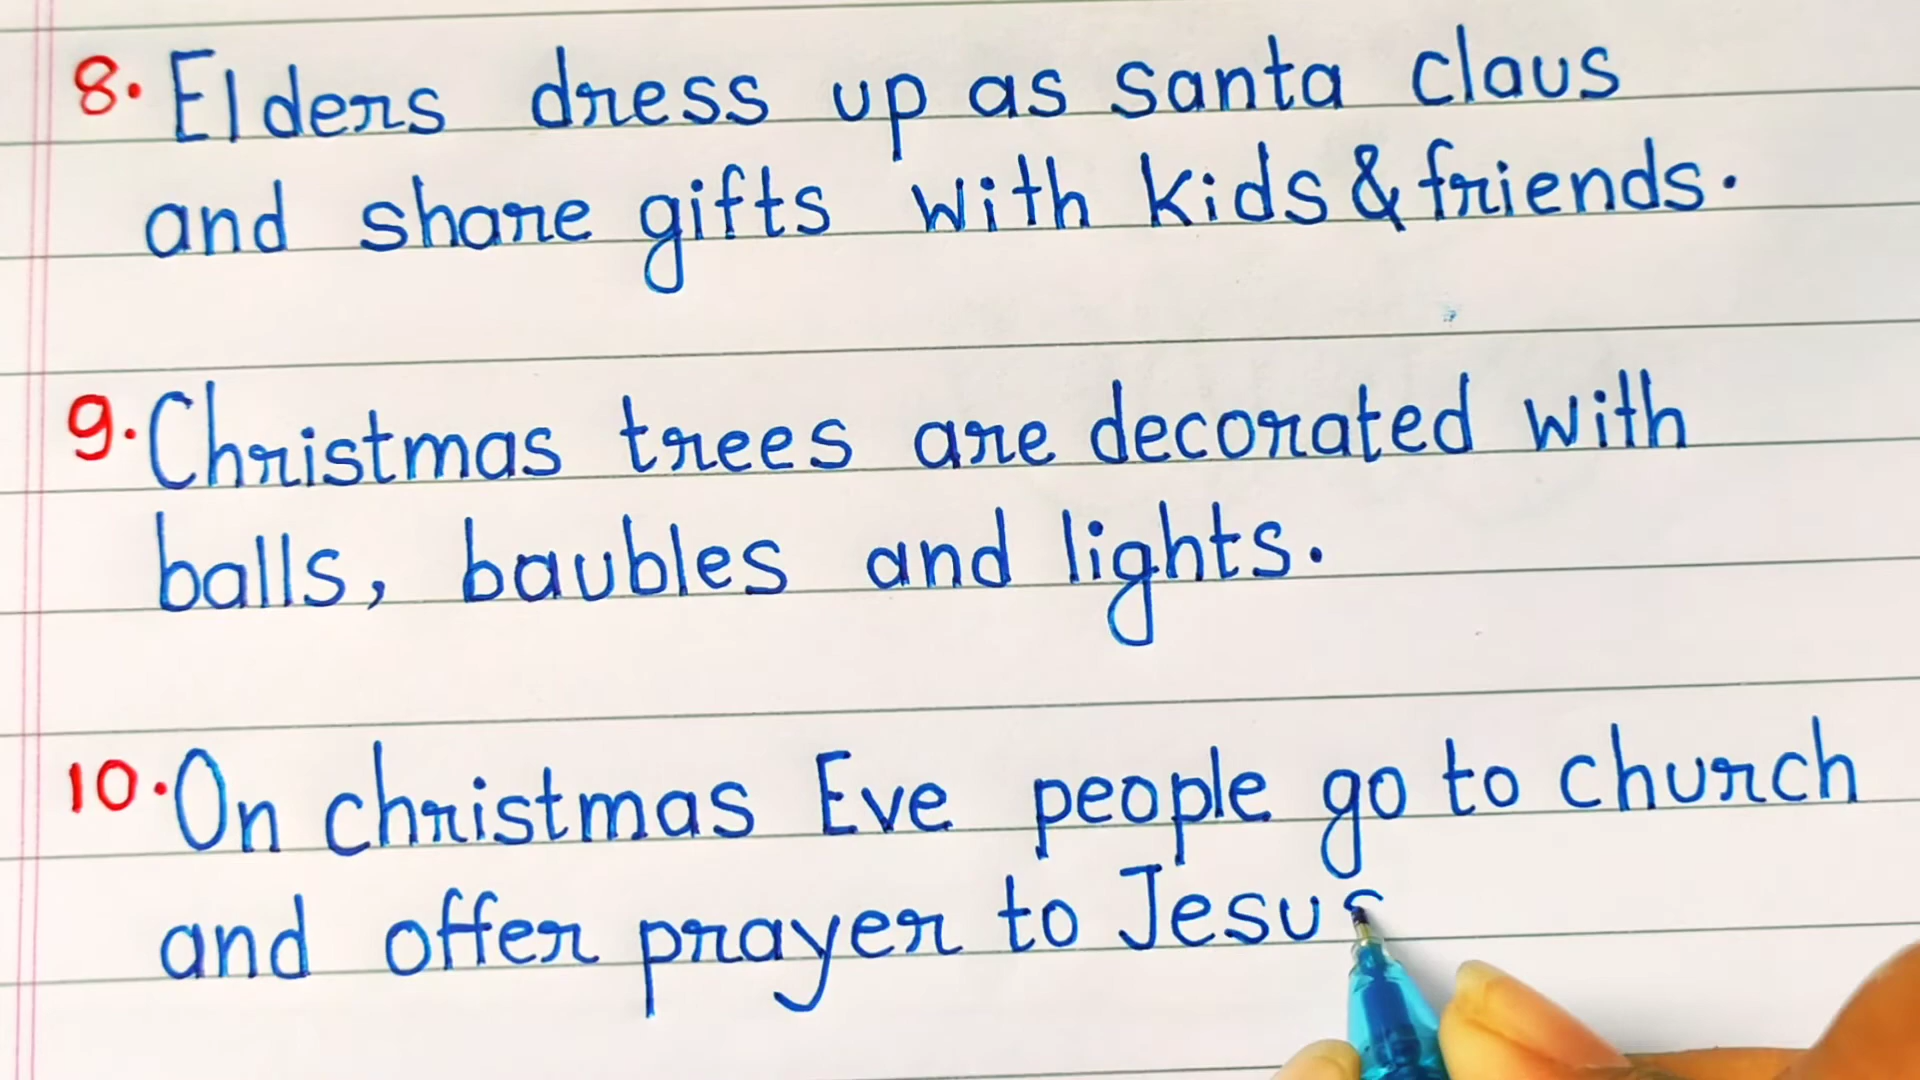 8. Elders dress up as santa claus
and share gifts with kids & friends.
9. Christmas trees are decorated with
balls, baubles and lights.
10. On christmas Eve people go to church
and offer prayer to Jesus